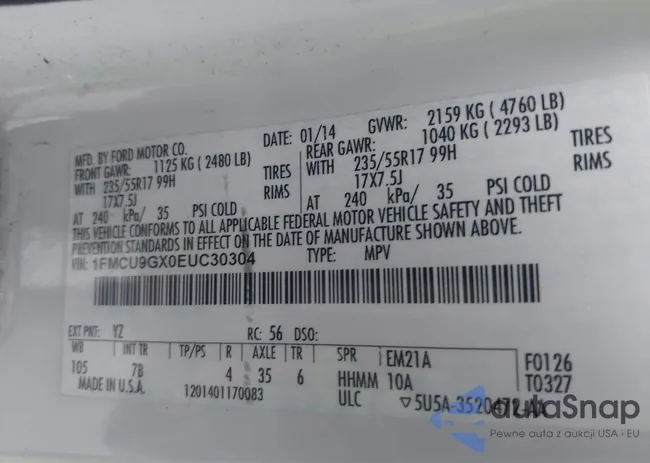 MFD. BY FORD MOTOR CO. DATE: 01/14 GVWR: 2159 KG ( 4760 LB)
FRONT GAWR: 1125 KG ( 2480 LB) REAR GAWR: 1040 KG ( 2293 LB)
WITH 235/55R17 99H TIRES WITH 235/55R17 99H TIRES
17X7.5J RIMS 17X7.5J RIMS
AT 240 kPa/ 35 PSI COLD AT 240 kPa/ 35 PSI COLD
THIS VEHICLE CONFORMS TO ALL APPLICABLE FEDERAL MOTOR VEHICLE SAFETY AND THEFT
PREVENTION STANDARDS IN EFFECT ON THE DATE OF MANUFACTURE SHOWN ABOVE.
VIN: 1FMCU9GX0EUC30304 TYPE: MPV
EXT PNT: YZ RC: 56 DSO:
WB INT TR TP/PS R AXLE TR SPR EM21A F0126
105 7B 4 35 6 HHMM 10A T0327
MADE IN U.S.A. 1201401170083 ULC 5U5A-3520472-AA
autaSnap
Pewne auta z aukcji USA i EU